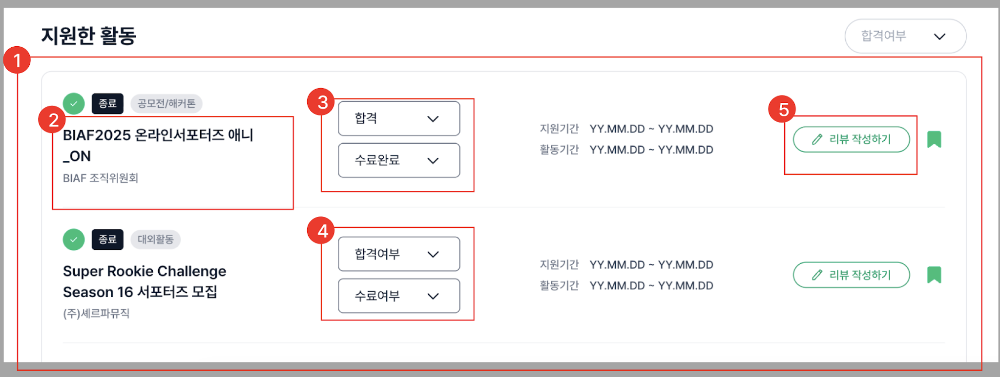 지원한 활동
합격여부
1
종료
공모전/해커톤
2
BIAF2025 온라인서포터즈 애니
_ON
BIAF 조직위원회
3
합격
수료완료
지원기간 YY.MM.DD ~ YY.MM.DD
활동기간 YY.MM.DD ~ YY.MM.DD
5
리뷰 작성하기
종료
대외활동
Super Rookie Challenge
Season 16 서포터즈 모집
(주)셰르파뮤직
4
합격여부
수료여부
지원기간 YY.MM.DD ~ YY.MM.DD
활동기간 YY.MM.DD ~ YY.MM.DD
리뷰 작성하기